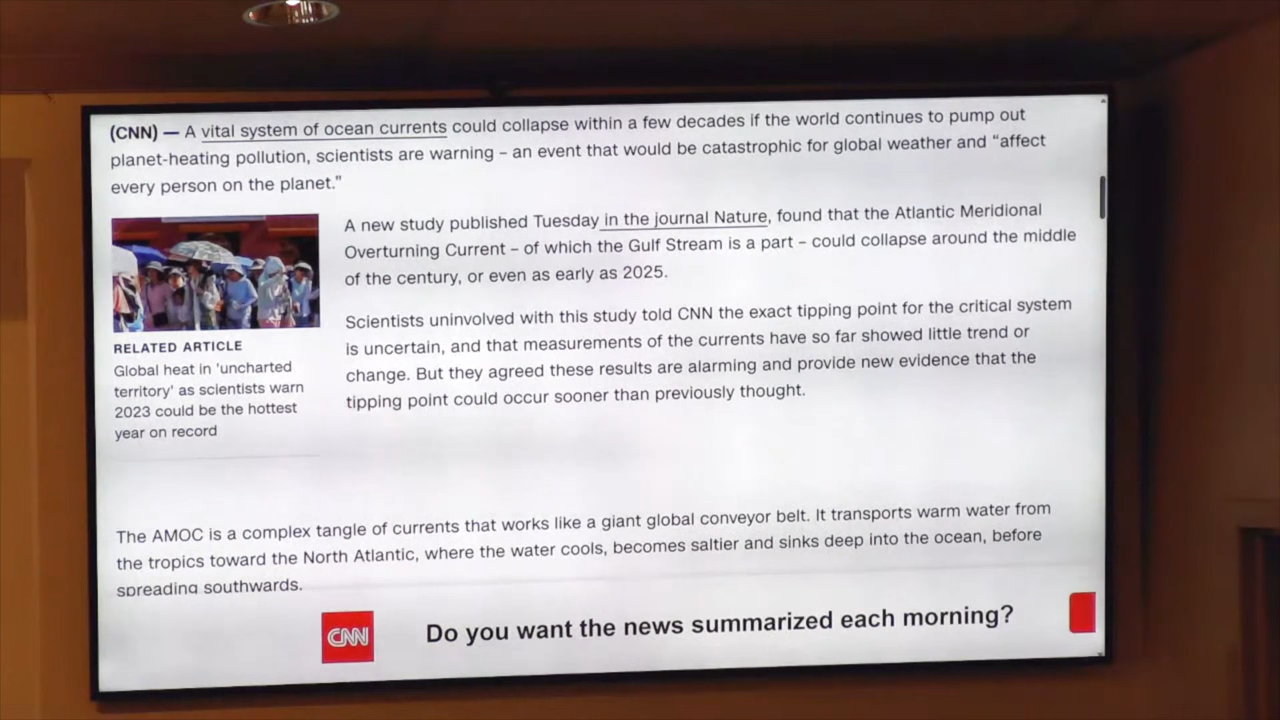 (CNN) — A vital system of ocean currents could collapse within a few decades if the world continues to pump out
planet-heating pollution, scientists are warning – an event that would be catastrophic for global weather and “affect
every person on the planet.”
A new study published Tuesday in the journal Nature, found that the Atlantic Meridional
Overturning Current – of which the Gulf Stream is a part – could collapse around the middle
of the century, or even as early as 2025.
Scientists uninvolved with this study told CNN the exact tipping point for the critical system
is uncertain, and that measurements of the currents have so far showed little trend or
change. But they agreed these results are alarming and provide new evidence that the
tipping point could occur sooner than previously thought.
RELATED ARTICLE
Global heat in 'uncharted
territory' as scientists warn
2023 could be the hottest
year on record
The AMOC is a complex tangle of currents that works like a giant global conveyor belt. It transports warm water from
the tropics toward the North Atlantic, where the water cools, becomes saltier and sinks deep into the ocean, before
spreading southwards.
CNN
Do you want the news summarized each morning?